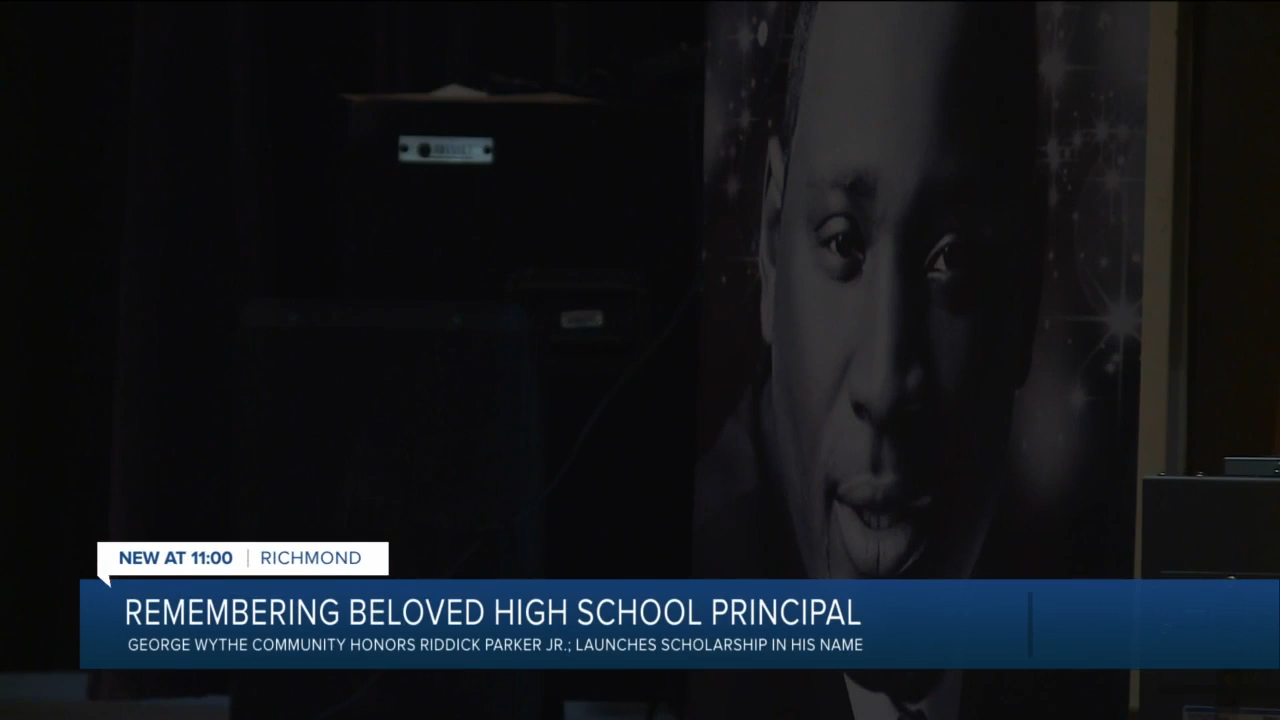 NEW AT 11:00 | RICHMOND
REMEMBERING BELOVED HIGH SCHOOL PRINCIPAL
GEORGE WYTHE COMMUNITY HONORS RIDDICK PARKER JR.; LAUNCHES SCHOLARSHIP IN HIS NAME